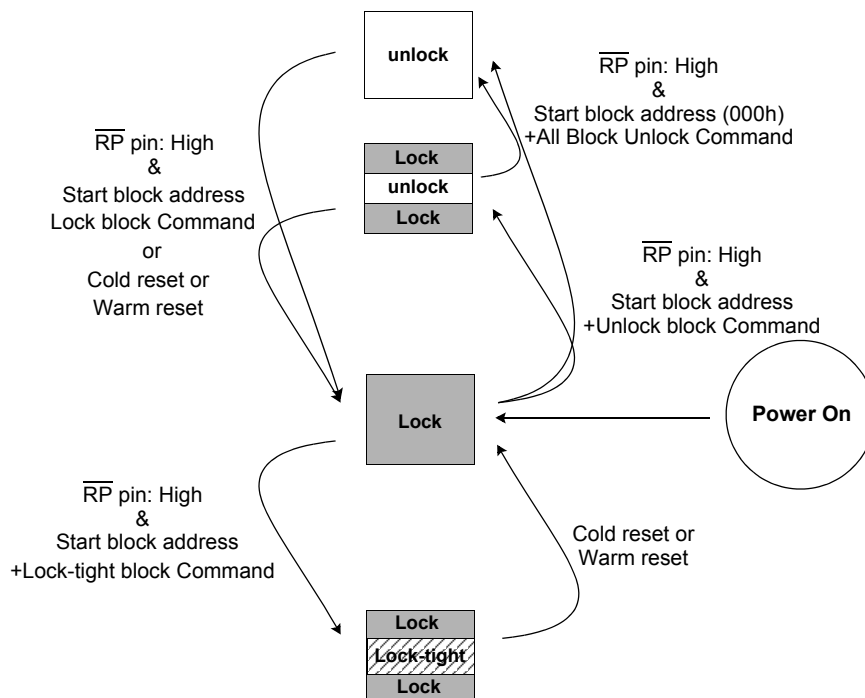 unlock
RP pin: High
&
Start block address (000h)
+All Block Unlock Command
RP pin: High
&
Start block address
Lock block Command
or
Cold reset or
Warm reset
Lock
unlock
Lock
RP pin: High
&
Start block address
+Unlock block Command
Lock
Power On
RP pin: High
&
Start block address
+Lock-tight block Command
Cold reset or
Warm reset
Lock
Lock-tight
Lock